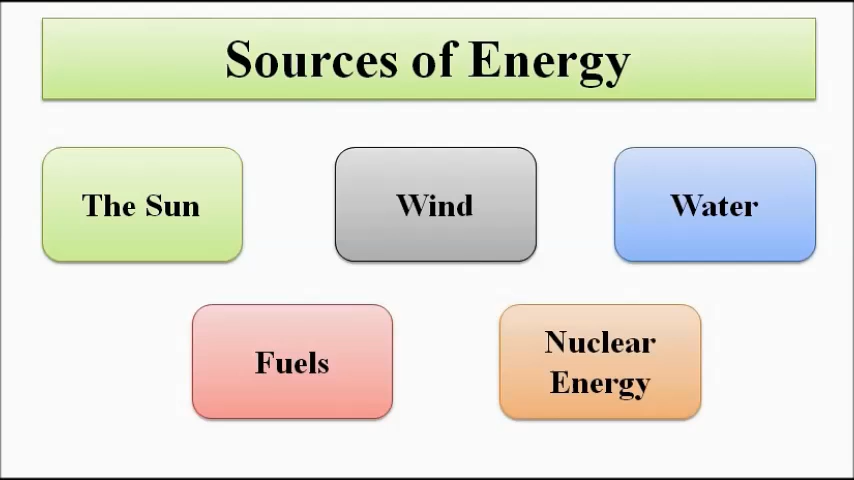 Sources of Energy
The Sun
Wind
Water
Fuels
Nuclear
Energy